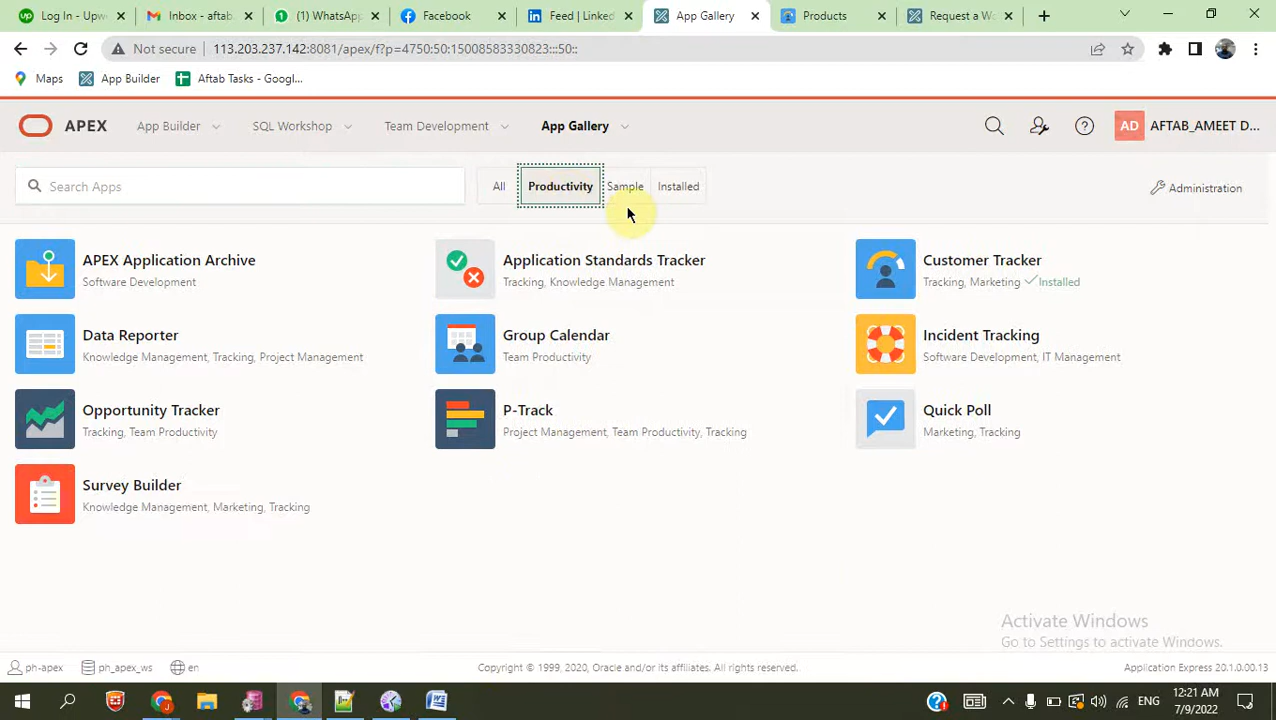 Log In - Upwo
Inbox - aftab
(1) WhatsApp
Facebook
Feed | Linked
App Gallery
Products
Request a W
Not secure
113.203.237.142:8081/apex/f?p=4750:50:15008583330823:::50::
Maps
App Builder
Aftab Tasks - Googl...
APEX
App Builder
SQL Workshop
Team Development
App Gallery
AD
AFTAB_AMEET D...
Search Apps
All
Productivity
Sample
Installed
Administration
APEX Application Archive
Software Development
Application Standards Tracker
Tracking, Knowledge Management
Customer Tracker
Tracking, Marketing Installed
Data Reporter
Knowledge Management, Tracking, Project Management
Group Calendar
Team Productivity
Incident Tracking
Software Development, IT Management
Opportunity Tracker
Tracking, Team Productivity
P-Track
Project Management, Team Productivity, Tracking
Quick Poll
Marketing, Tracking
Survey Builder
Knowledge Management, Marketing, Tracking
Activate Windows
Go to Settings to activate Windows.
ph-apex
ph_apex_ws
en
Copyright © 1999, 2020, Oracle and/or its affiliates. All rights reserved.
Application Express 20.1.0.00.13
ENG
12:21 AM
7/9/2022